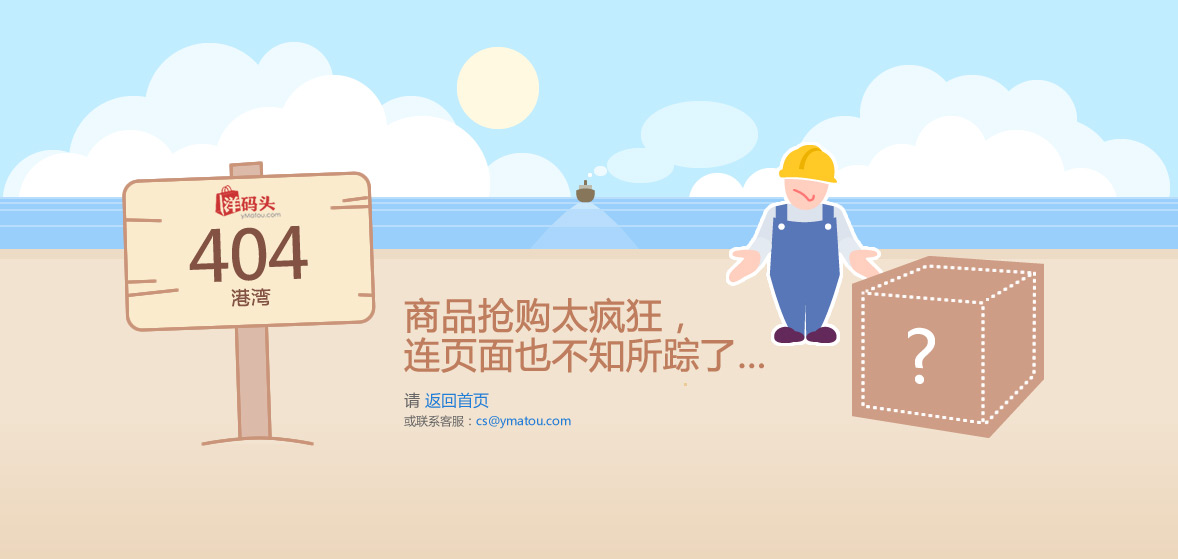 洋码头
yMatou.com
404
港湾
商品抢购太疯狂，
连页面也不知所踪了...
请 返回首页
或联系客服：cs@ymatou.com
?